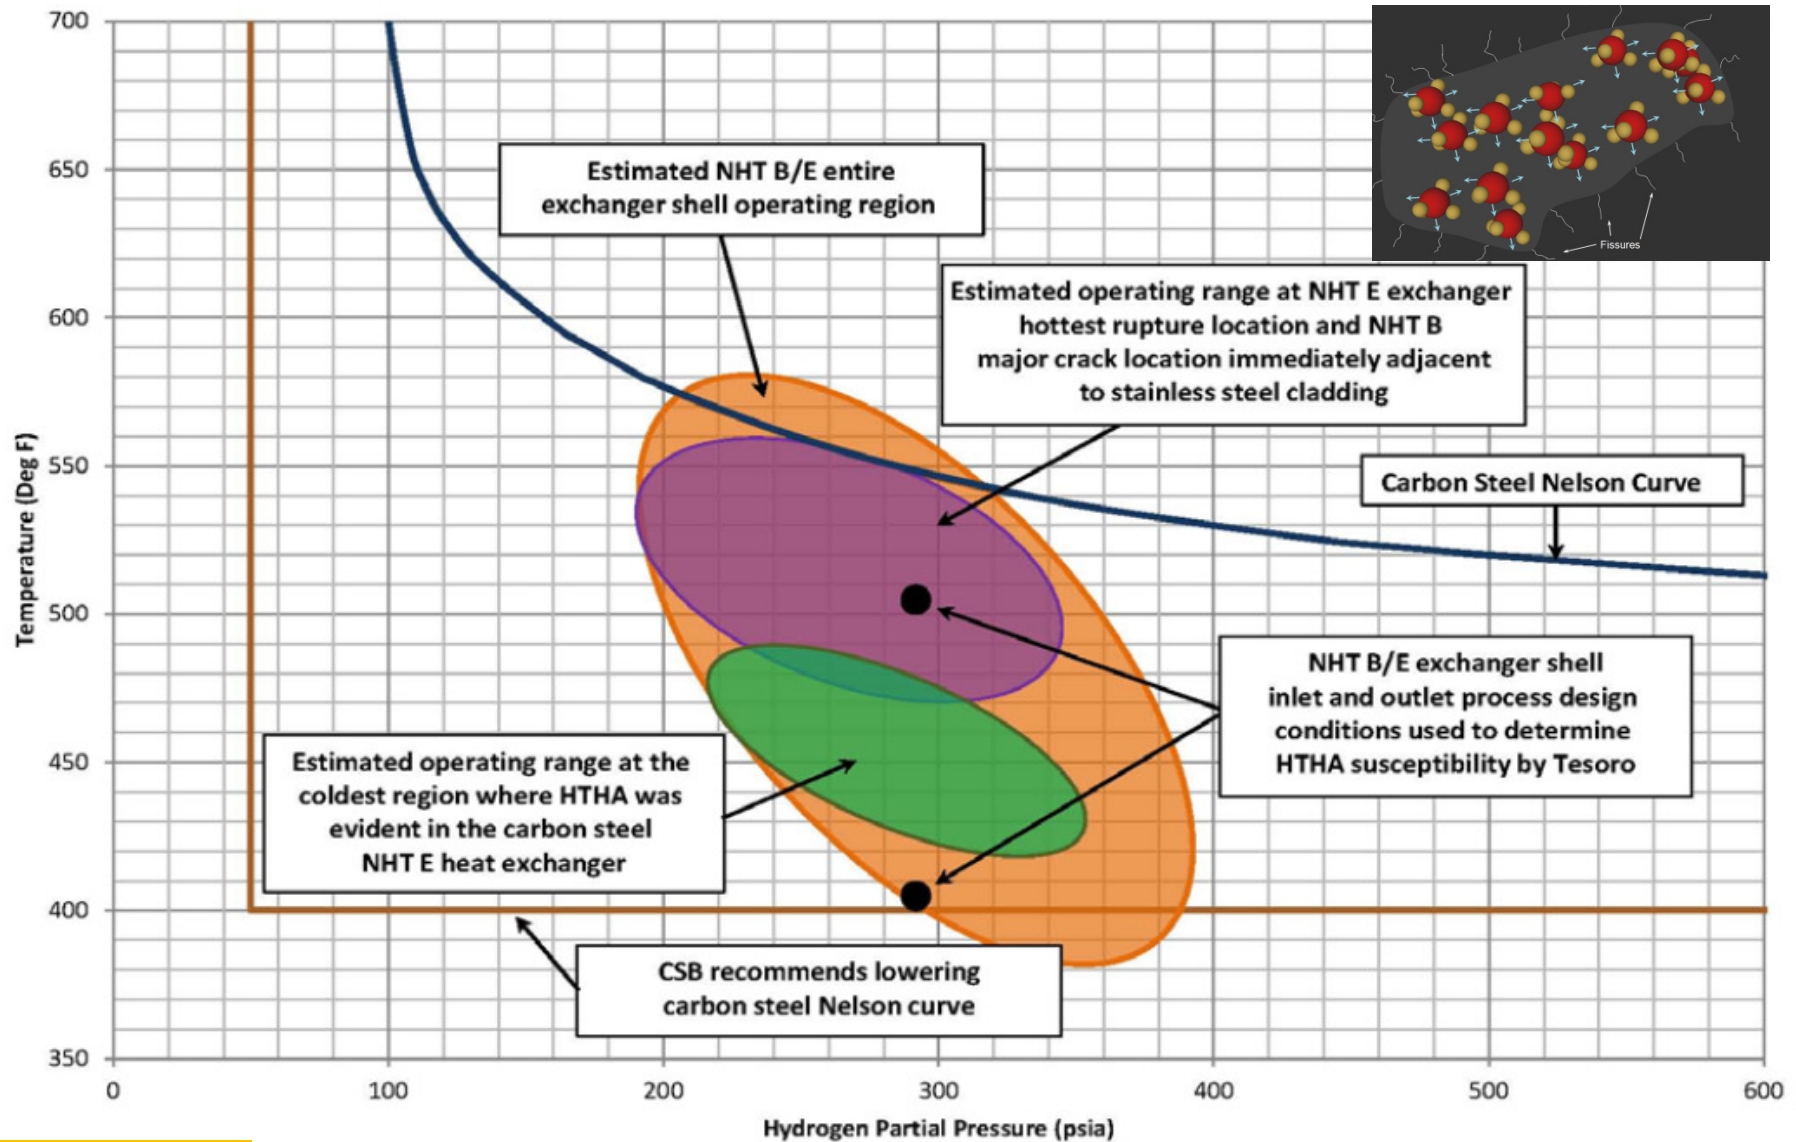 700
650
600
550
500
450
400
350
0
100
200
300
400
500
600
Temperature (Deg F)
Hydrogen Partial Pressure (psia)
Estimated NHT B/E entire
exchanger shell operating region
Fissures
Estimated operating range at NHT E exchanger
hottest rupture location and NHT B
major crack location immediately adjacent
to stainless steel cladding
Carbon Steel Nelson Curve
NHT B/E exchanger shell
inlet and outlet process design
conditions used to determine
HTHA susceptibility by Tesoro
Estimated operating range at the
coldest region where HTHA was
evident in the carbon steel
NHT E heat exchanger
CSB recommends lowering
carbon steel Nelson curve